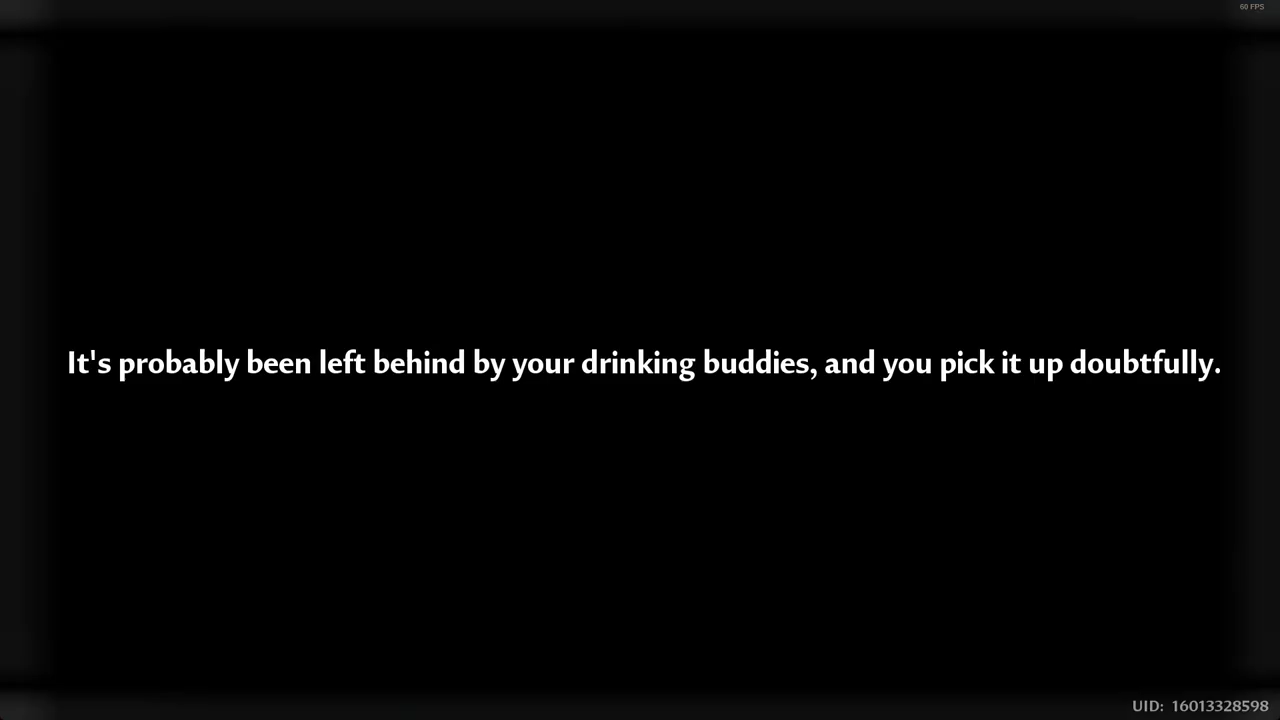 60 FPS
It's probably been left behind by your drinking buddies, and you pick it up doubtfully.
UID: 16013328598